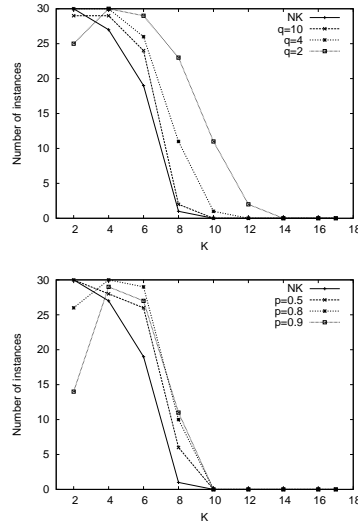 30
25
20
15
10
5
0
Number of instances
NK
q=10
q=4
q=2
2 4 6 8 10 12 14 16 18
K
30
25
20
15
10
5
0
Number of instances
NK
p=0.5
p=0.8
p=0.9
2 4 6 8 10 12 14 16 18
K